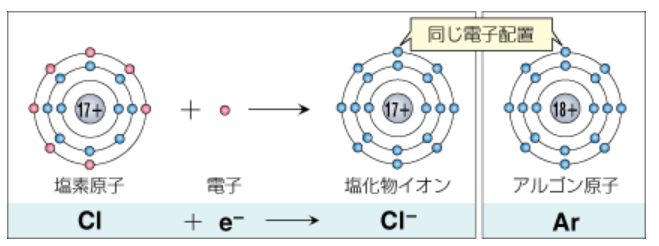 同じ電子配置
17+ + → 17+ 18+
塩素原子 電子 塩化物イオン アルゴン原子
Cl + e⁻ → Cl⁻ Ar